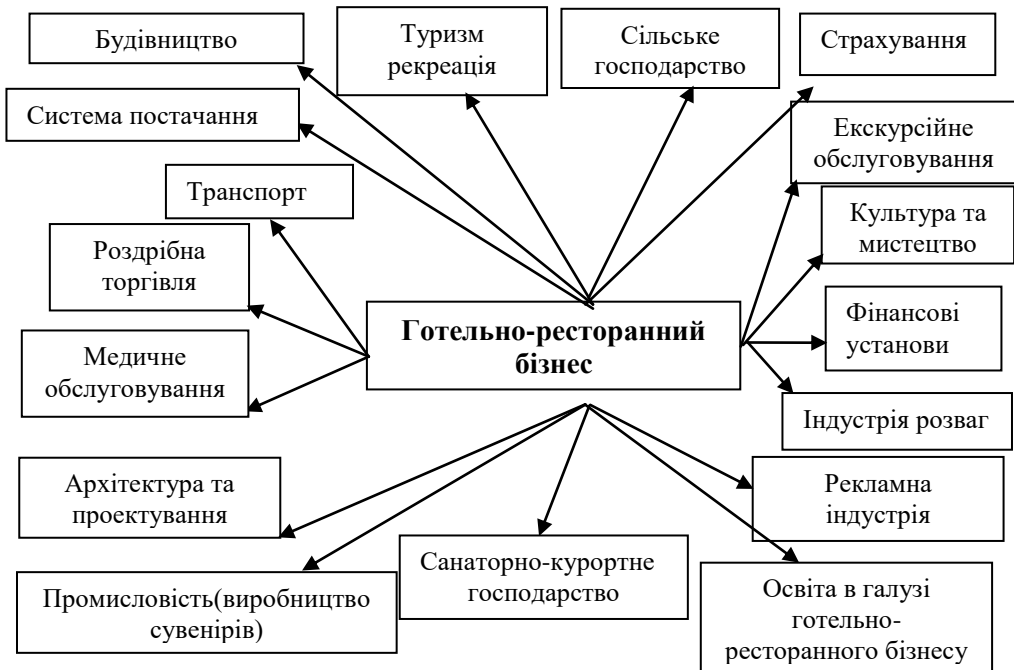 Будівництво
Туризм
рекреація
Сільське
господарство
Страхування
Система постачання
Екскурсійне
обслуговування
Транспорт
Культура та
мистецтво
Роздрібна
торгівля
Готельно-ресторанний
бізнес
Фінансові
установи
Медичне
обслуговування
Індустрія розваг
Архітектура та
проектування
Рекламна
індустрія
Санаторно-курортне
господарство
Промисловість(виробництво
сувенірів)
Освіта в галузі
готельно-
ресторанного бізнесу